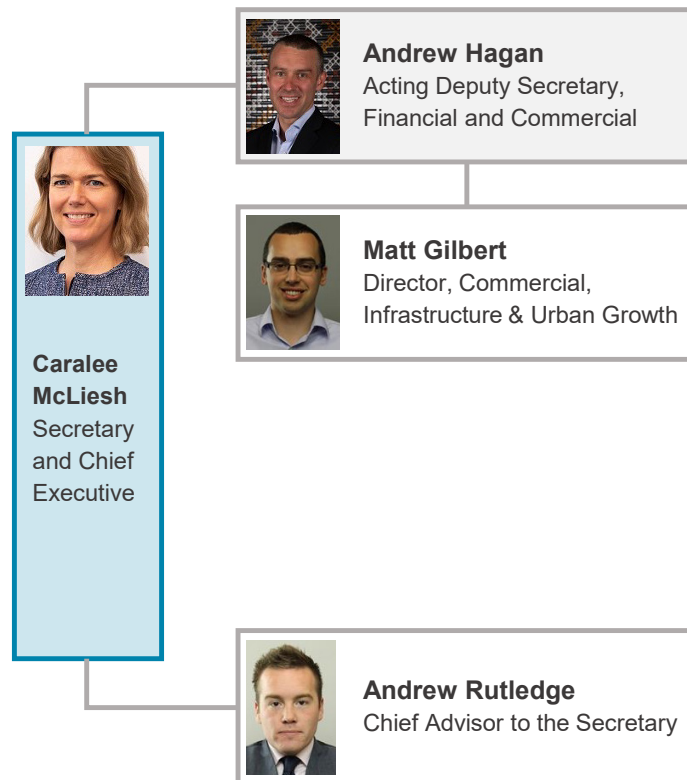 Andrew Hagan
Acting Deputy Secretary,
Financial and Commercial
Matt Gilbert
Director, Commercial,
Infrastructure & Urban Growth
Caralee
McLiesh
Secretary
and Chief
Executive
Andrew Rutledge
Chief Advisor to the Secretary